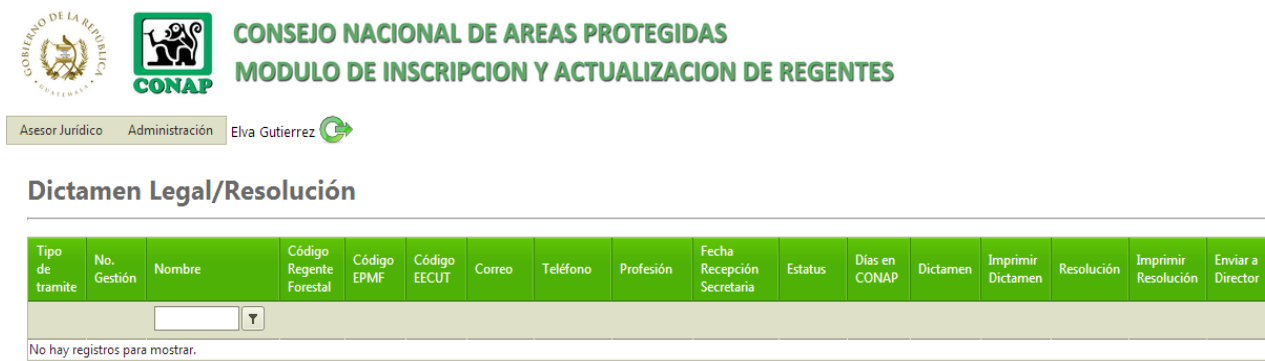 GOBIERNO DE LA REPÚBLICA
GUATEMALA
CONAP
CONSEJO NACIONAL DE AREAS PROTEGIDAS
MODULO DE INSCRIPCION Y ACTUALIZACION DE REGENTES
Asesor Jurídico Administración Elva Gutierrez
Dictamen Legal/Resolución
Tipo de tramite No. Gestión Nombre Código Regente Forestal Código EPMF Código EECUT Correo Teléfono Profesión Fecha Recepción Secretaria Estatus Días en CONAP Dictamen Imprimir Dictamen Resolución Imprimir Resolución Enviar a Director
No hay registros para mostrar.